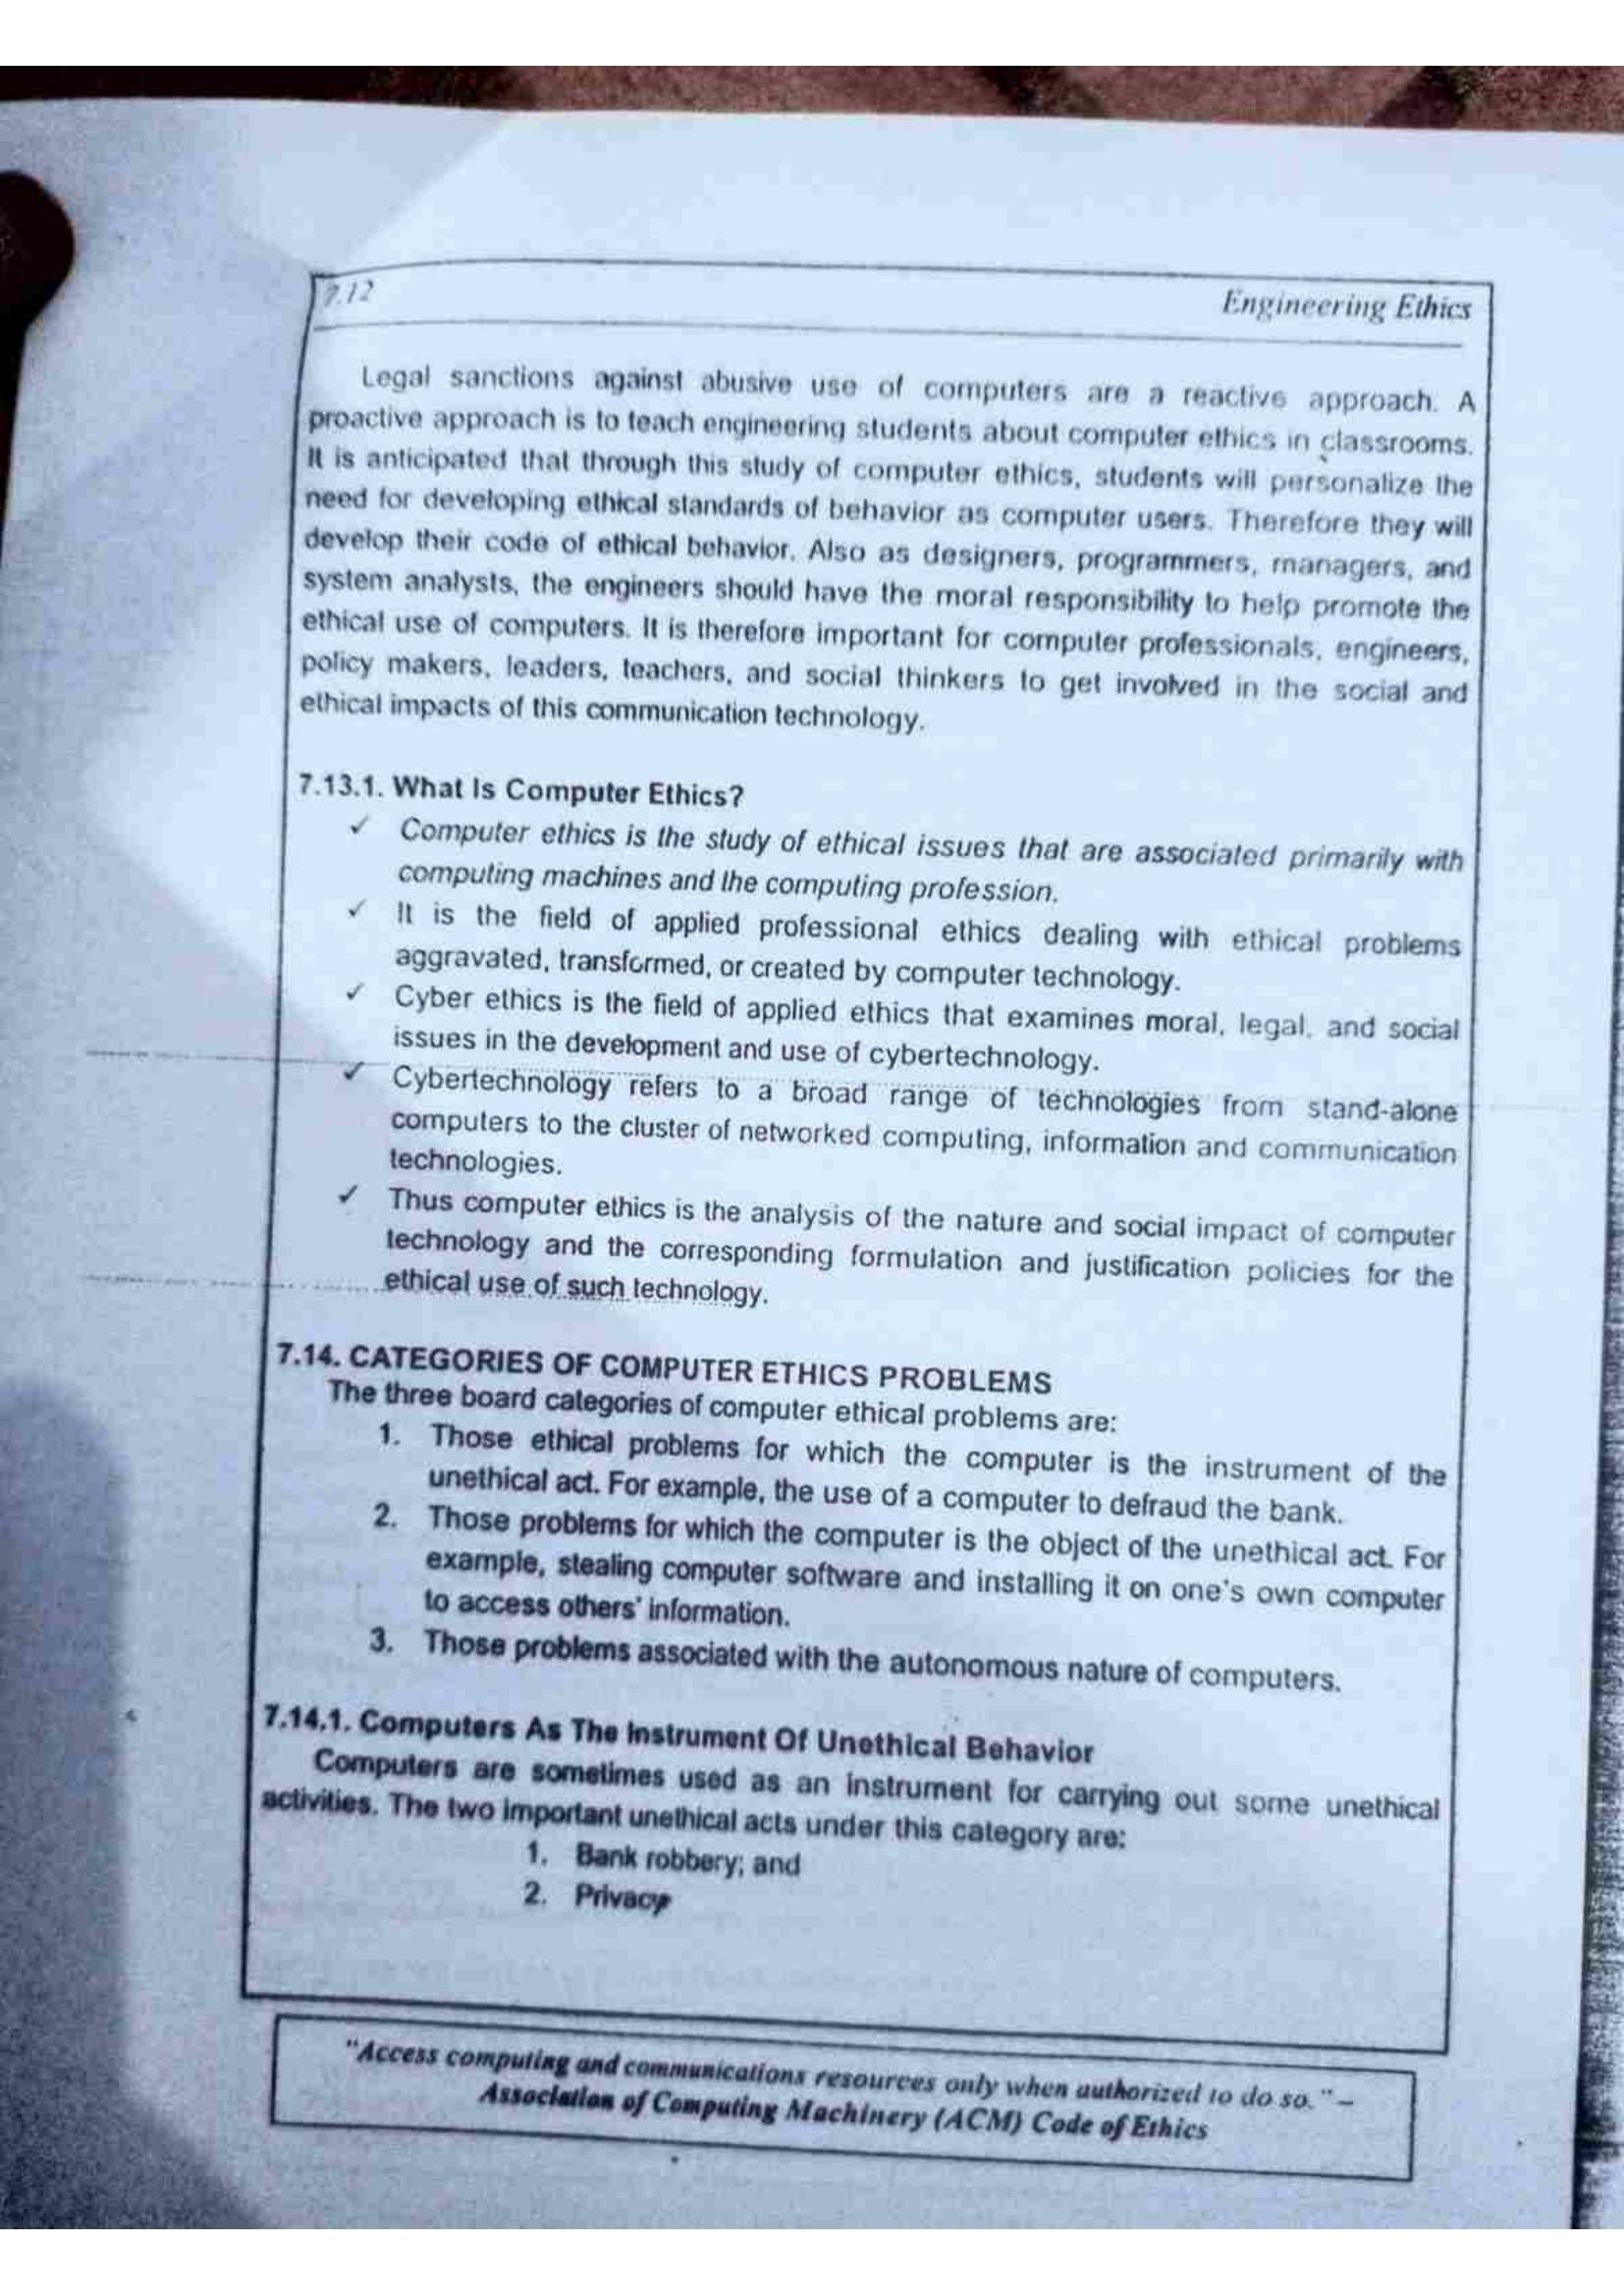 7.12
Engineering Ethics
Legal sanctions against abusive use of computers are a reactive approach. A
proactive approach is to teach engineering students about computer ethics in classrooms.
It is anticipated that through this study of computer ethics, students will personalize the
need for developing ethical standards of behavior as computer users. Therefore they will
develop their code of ethical behavior. Also as designers, programmers, managers, and
system analysts, the engineers should have the moral responsibility to help promote the
ethical use of computers. It is therefore important for computer professionals, engineers,
policy makers, leaders, teachers, and social thinkers to get involved in the social and
ethical impacts of this communication technology.
7.13.1. What Is Computer Ethics?
✓ Computer ethics is the study of ethical issues that are associated primarily with
computing machines and the computing profession.
✓ It is the field of applied professional ethics dealing with ethical problems
aggravated, transformed, or created by computer technology.
✓ Cyber ethics is the field of applied ethics that examines moral, legal, and social
issues in the development and use of cybertechnology.
✓ Cybertechnology refers to a broad range of technologies from stand-alone
computers to the cluster of networked computing, information and communication
technologies.
✓ Thus computer ethics is the analysis of the nature and social impact of computer
technology and the corresponding formulation and justification policies for the
ethical use of such technology.
7.14. CATEGORIES OF COMPUTER ETHICS PROBLEMS
The three board categories of computer ethical problems are:
1. Those ethical problems for which the computer is the instrument of the
unethical act. For example, the use of a computer to defraud the bank.
2. Those problems for which the computer is the object of the unethical act. For
example, stealing computer software and installing it on one's own computer
to access others' information.
3. Those problems associated with the autonomous nature of computers.
7.14.1. Computers As The Instrument Of Unethical Behavior
Computers are sometimes used as an instrument for carrying out some unethical
activities. The two important unethical acts under this category are:
1. Bank robbery; and
2. Privacy
"Access computing and communications resources only when authorized to do so." –
Association of Computing Machinery (ACM) Code of Ethics